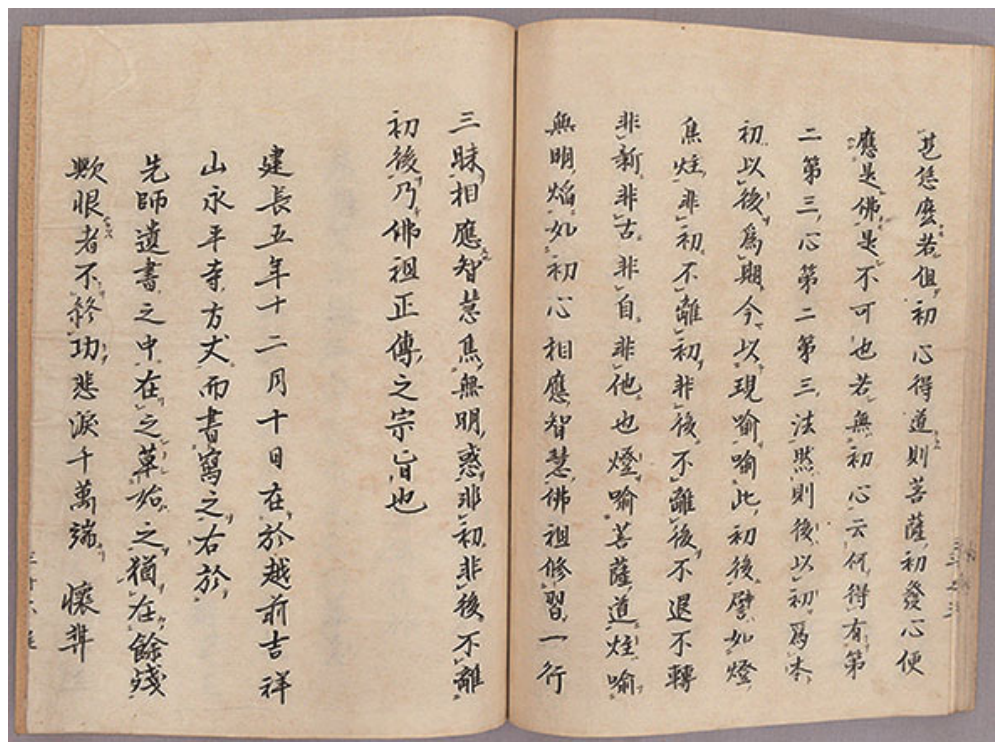 豈恁麼若但初心得道則菩薩初發心便
應是佛是不可也若無初心云何得有第
二第三心第二第三法然則後以初爲本
初以後爲期今以現喩喩此初後譬如燈
焦炷非初不離初非後不離後不退不轉
非新非古非自非他也燈喩菩薩道炷喩
無明焰如初心相應智慧佛祖修習一行
三昧相應智慧焦無明惑非初非後不離
初後乃佛祖正傳之宗旨也
建長五年十二月十日在於越前吉祥
山永平寺方丈而書寫之右於
先師遺書之中在之草始之猶在餘殘
歟恨者不終功悲淚千萬端 懷弉